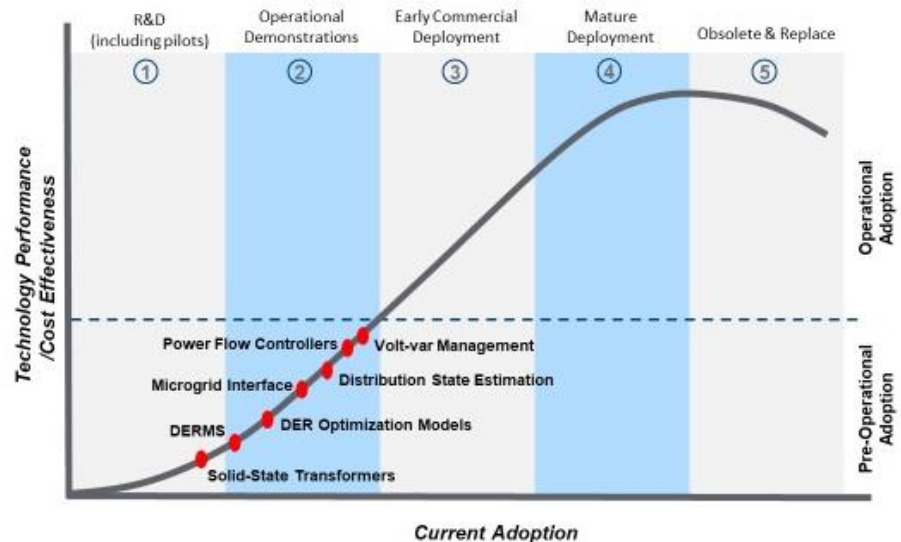 R&D
(including pilots)
Operational
Demonstrations
Early Commercial
Deployment
Mature
Deployment
Obsolete & Replace
1
2
3
4
5
Technology Performance
/Cost Effectiveness
Operational
Adoption
Power Flow Controllers
Volt-var Management
Microgrid Interface
Distribution State Estimation
DERMS
DER Optimization Models
Solid-State Transformers
Pre-Operational
Adoption
Current Adoption